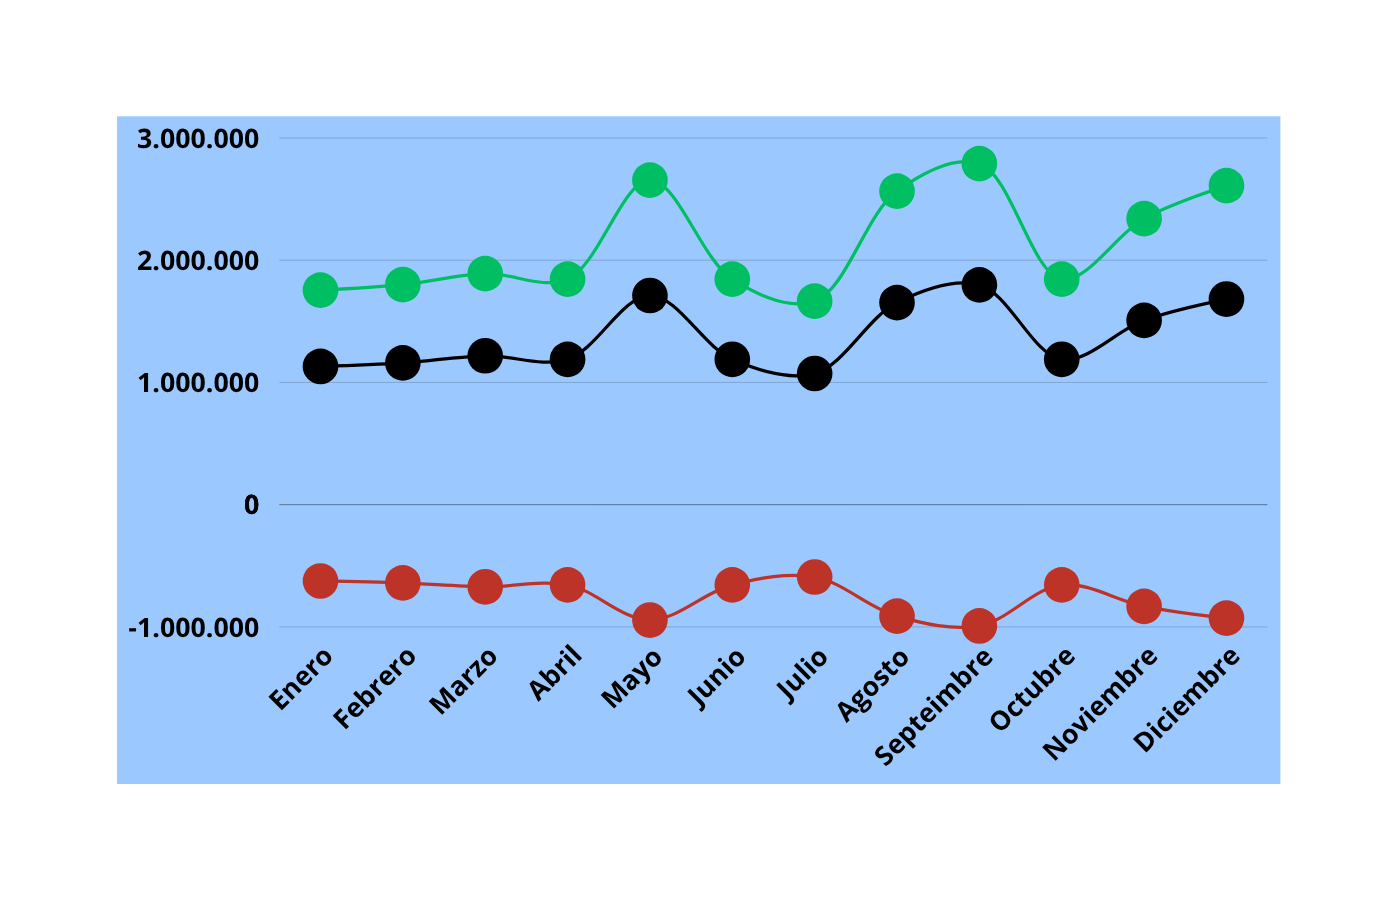 3.000.000
2.000.000
1.000.000
0
-1.000.000
Enero
Febrero
Marzo
Abril
Mayo
Junio
Julio
Agosto
Septeimbre
Octubre
Noviembre
Diciembre